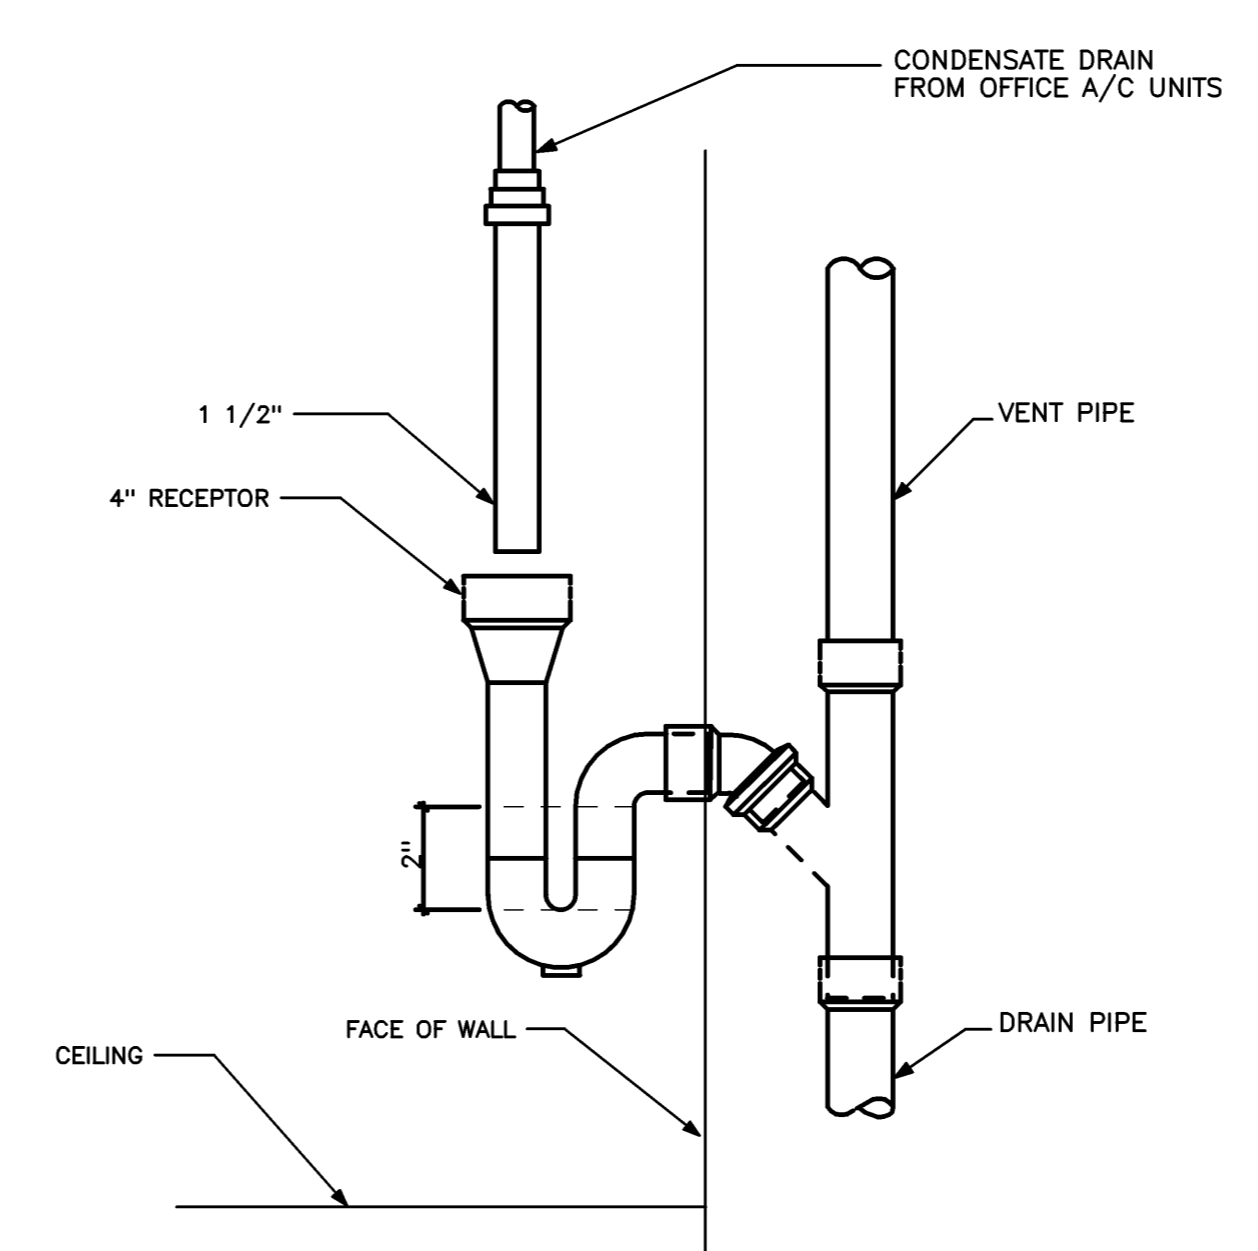 CONDENSATE DRAIN
FROM OFFICE A/C UNITS
1 1/2"
VENT PIPE
4" RECEPTOR
2"
FACE OF WALL
DRAIN PIPE
CEILING